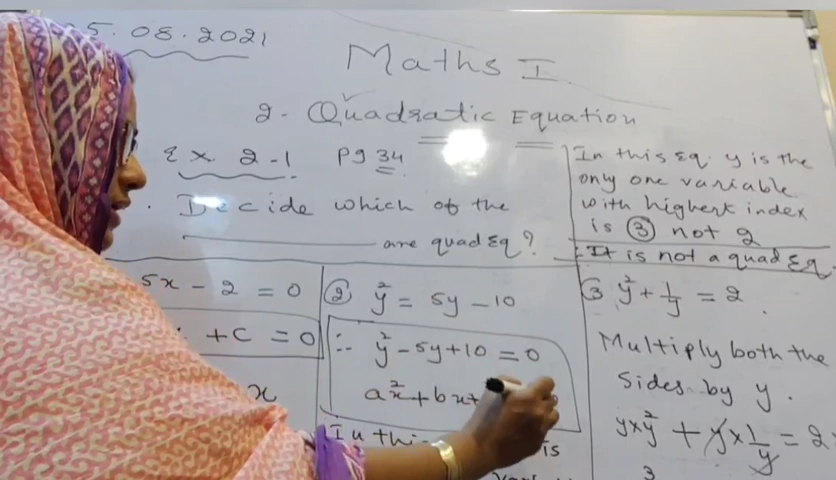 5.08.2021
Maths I
2- Quadratic Equation
Ex. 2-1 Pg 34
Decide which of the
are quad Eq?
5x - 2 = 0
+ C = 0
x
② y² = 5y - 10
∴ y² - 5y + 10 = 0
ax² + bx +
In
is
In this Eq. y is the
only one variable
with highest index
is ③ not 2
∴ It is not a quad Eq.
3 y² + 1/y = 2
Multiply both the
sides by y.
y×y² + y×1/y = 2
3